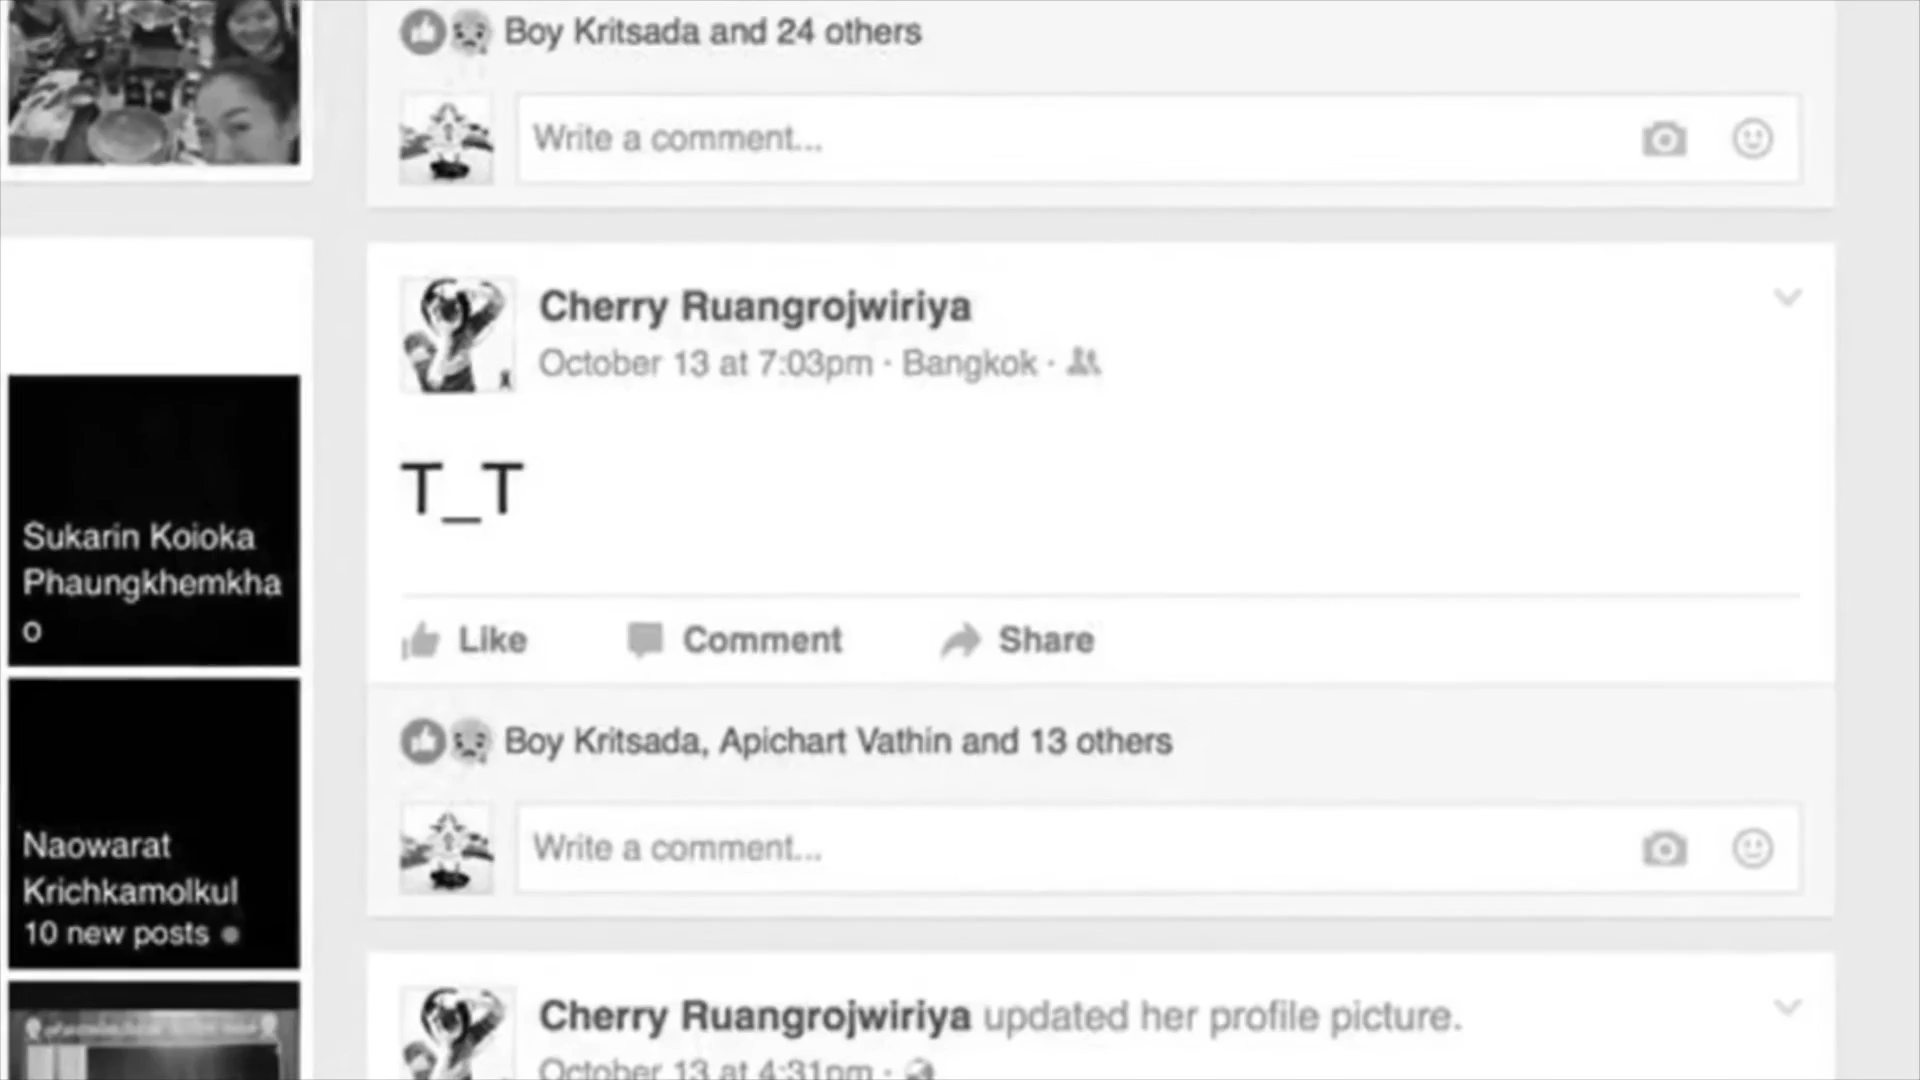 Boy Kritsada and 24 others
Write a comment...
Cherry Ruangrojwiriya
October 13 at 7:03pm · Bangkok ·
T_T
Like Comment Share
Boy Kritsada, Apichart Vathin and 13 others
Write a comment...
Cherry Ruangrojwiriya updated her profile picture.
October 13 at 4:31pm ·
Sukarin Koioka
Phaungkhemkha
o
Naowarat
Krichkamolkul
10 new posts